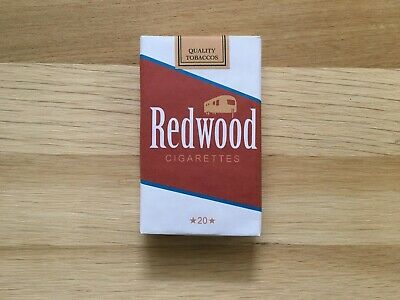 QUALITY
TOBACCOS
Redwood
CIGARETTES
★20★